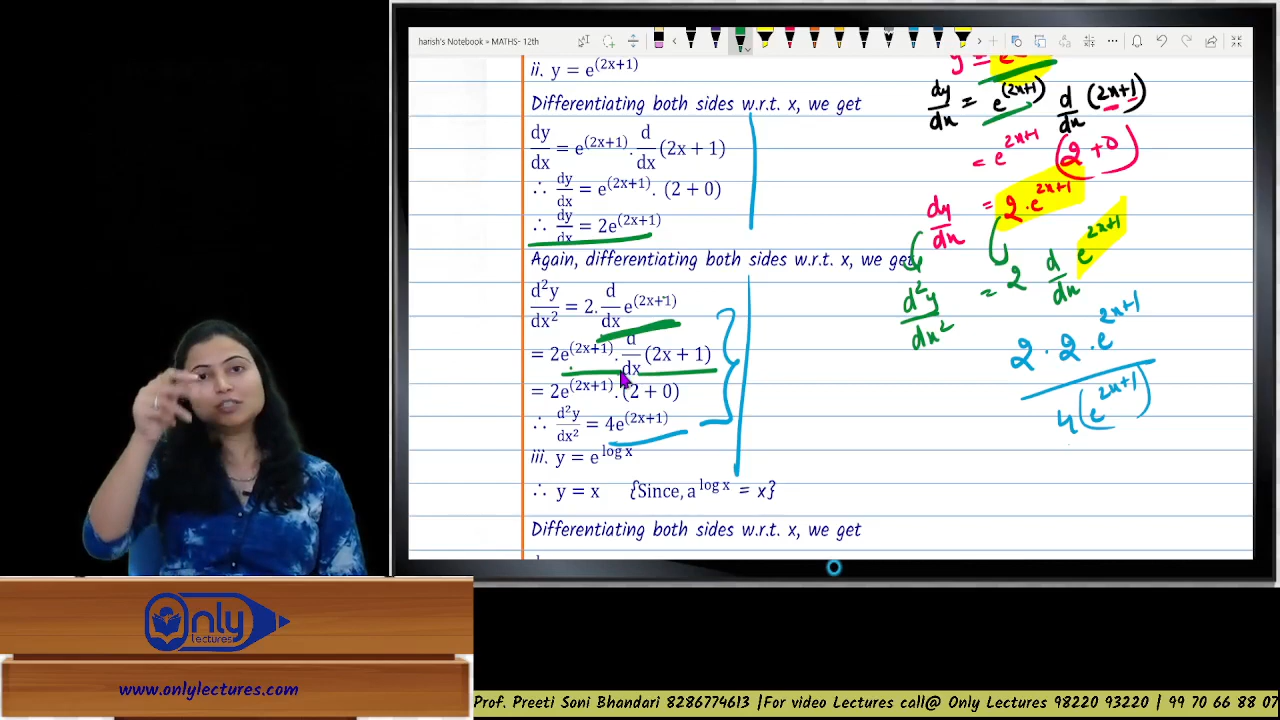 harish's Notebook » MATHS- 12th
ii. y = e^(2x+1)
Differentiating both sides w.r.t. x, we get
dy/dx = e^(2x+1). d/dx (2x + 1)
∴ dy/dx = e^(2x+1). (2 + 0)
∴ dy/dx = 2e^(2x+1)
Again, differentiating both sides w.r.t. x, we get
d²y/dx² = 2. d/dx e^(2x+1)
= 2e^(2x+1). d/dx (2x + 1)
= 2e^(2x+1). (2 + 0)
∴ d²y/dx² = 4e^(2x+1)
iii. y = e^log x
∴ y = x {Since, a^log x = x}
Differentiating both sides w.r.t. x, we get
dy/dx = e^(2x+1) d/dx (2x+1)
= e^2x+1 (2+0)
dy/dx = 2·e^2x+1
d²y/dx² = 2 d/dx e^2x+1
2·2·e^2x+1
4(e^2x+1)
Only
lectures
www.onlylectures.com
Prof. Preeti Soni Bhandari 8286774613 |For video Lectures call@ Only Lectures 98220 93220 | 99 70 66 88 07